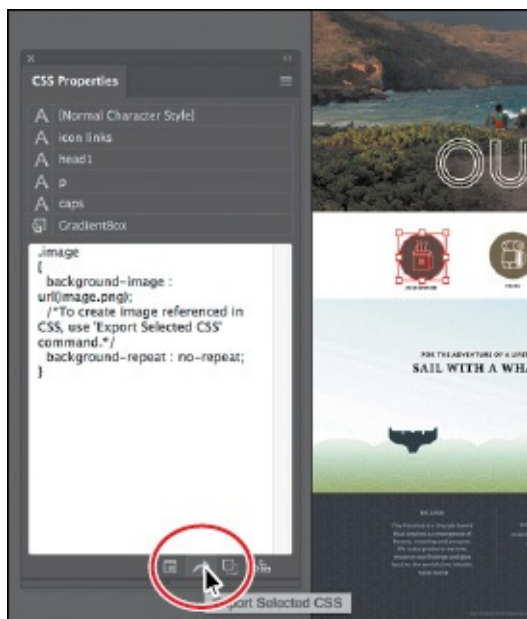 CSS Properties
[Normal Character Style]
icon links
head1
p
caps
GradientBox
.image
{
background-image :
url(image.png);
/*To create image referenced in
CSS, use 'Export Selected CSS'
command.*/
background-repeat : no-repeat;
}
Export Selected CSS
OU
FOR THE ADVENTURE OF A LIFE
SAIL WITH A WHA